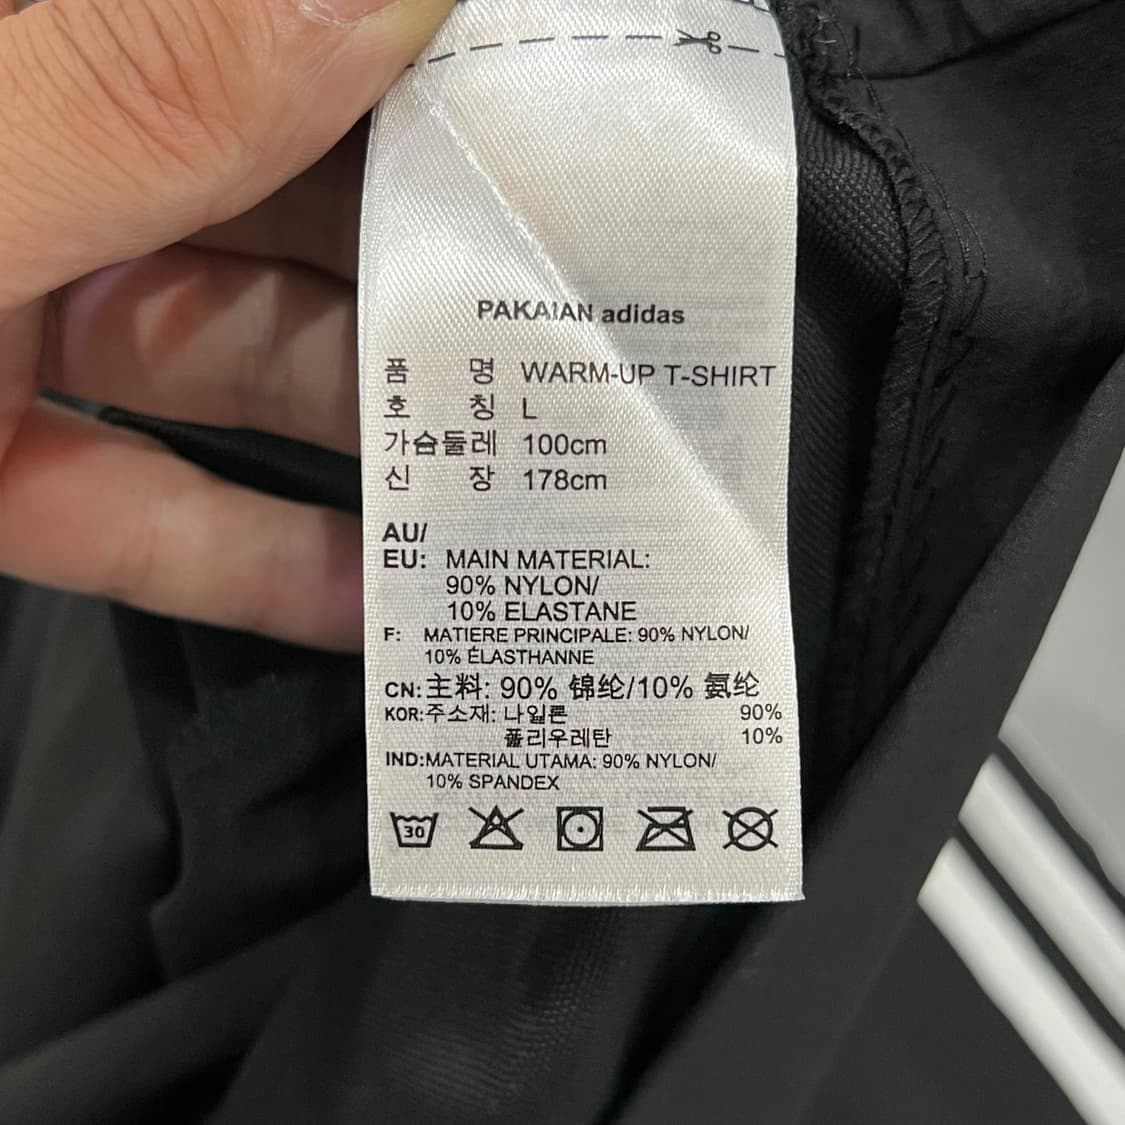 PAKAIAN adidas
품 명 WARM-UP T-SHIRT
호 칭 L
가슴둘레 100cm
신 장 178cm
AU/
EU: MAIN MATERIAL:
90% NYLON/
10% ELASTANE
F: MATIERE PRINCIPALE: 90% NYLON/
10% ÉLASTHANNE
CN: 主料: 90% 锦纶/10% 氨纶
KOR: 주소재: 나일론 90%
폴리우레탄 10%
IND: MATERIAL UTAMA: 90% NYLON/
10% SPANDEX
30